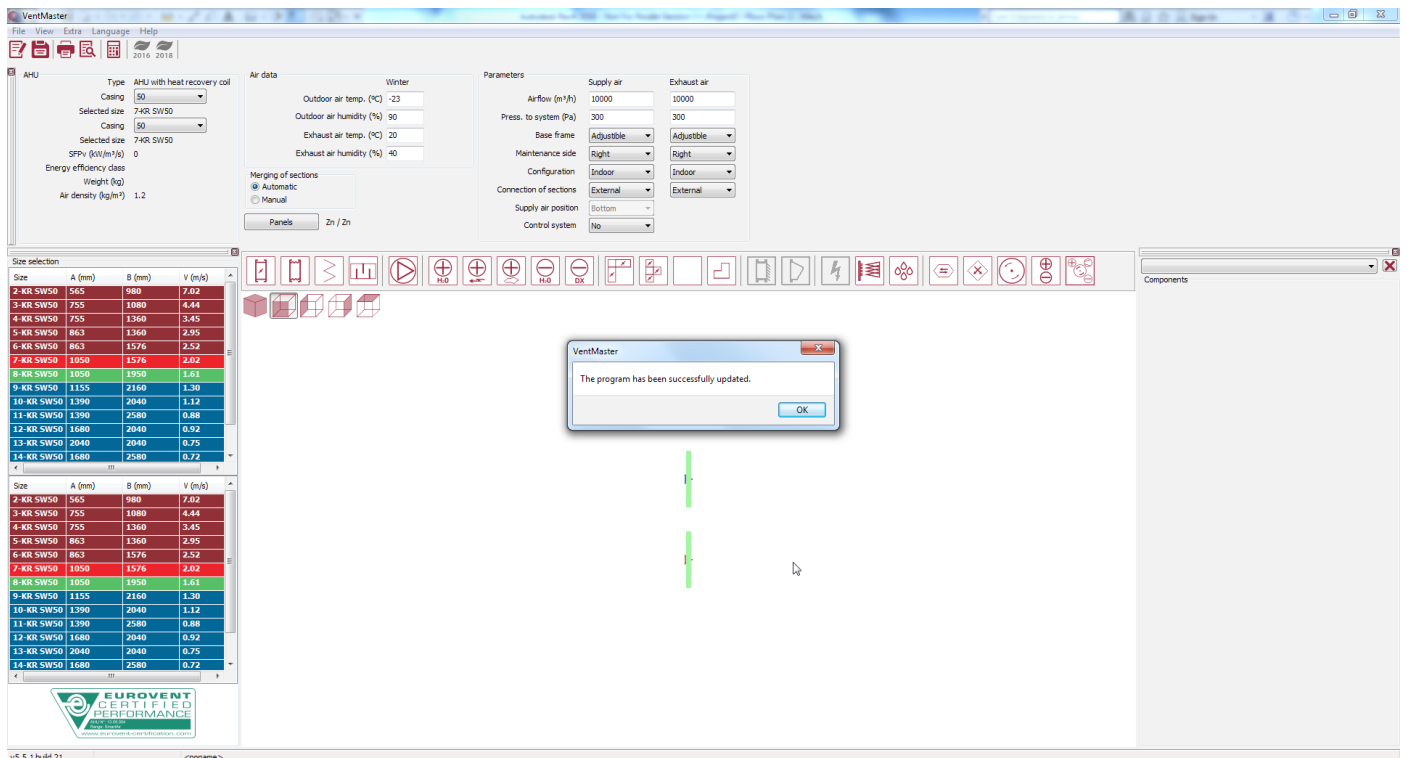 VentMaster
File View Extra Language Help
2016 2018
AHU
Type AHU with heat recovery coil
Casing 50
Selected size 7-KR SW50
Casing 50
Selected size 7-KR SW50
SFPv (kW/m³/s) 0
Energy efficiency class
Weight (kg)
Air density (kg/m³) 1.2
Air data
Winter
Outdoor air temp. (ºC) -23
Outdoor air humidity (%) 90
Exhaust air temp. (ºC) 20
Exhaust air humidity (%) 40
Merging of sections
Automatic
Manual
Panels Zn / Zn
Parameters
Supply air Exhaust air
Airflow (m³/h) 10000 10000
Press. to system (Pa) 300 300
Base frame Adjustible Adjustible
Maintenance side Right Right
Configuration Indoor Indoor
Connection of sections External External
Supply air position Bottom
Control system No
Size selection
Size A (mm) B (mm) V (m/s)
2-KR SW50 565 980 7.02
3-KR SW50 755 1080 4.44
4-KR SW50 755 1360 3.45
5-KR SW50 863 1360 2.95
6-KR SW50 863 1576 2.52
7-KR SW50 1050 1576 2.02
8-KR SW50 1050 1950 1.61
9-KR SW50 1155 2160 1.30
10-KR SW50 1390 2040 1.12
11-KR SW50 1390 2580 0.88
12-KR SW50 1680 2040 0.92
13-KR SW50 2040 2040 0.75
14-KR SW50 1680 2580 0.72
Size A (mm) B (mm) V (m/s)
2-KR SW50 565 980 7.02
3-KR SW50 755 1080 4.44
4-KR SW50 755 1360 3.45
5-KR SW50 863 1360 2.95
6-KR SW50 863 1576 2.52
7-KR SW50 1050 1576 2.02
8-KR SW50 1050 1950 1.61
9-KR SW50 1155 2160 1.30
10-KR SW50 1390 2040 1.12
11-KR SW50 1390 2580 0.88
12-KR SW50 1680 2040 0.92
13-KR SW50 2040 2040 0.75
14-KR SW50 1680 2580 0.72
EUROVENT
CERTIFIED
PERFORMANCE
www.eurovent-certification.com
H₂0 H₂0 DX
Components
VentMaster
The program has been successfully updated.
OK
v5.5.1 build 21 <noname>